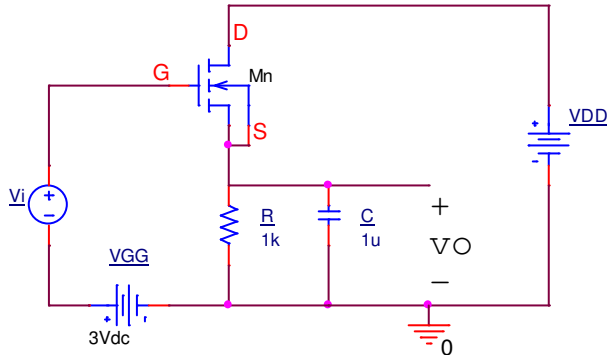 D
G
Mn
S
VDD
+
-
Vi
+
-
R
1k
C
1u
+
VO
-
VGG
+
-
3Vdc
0